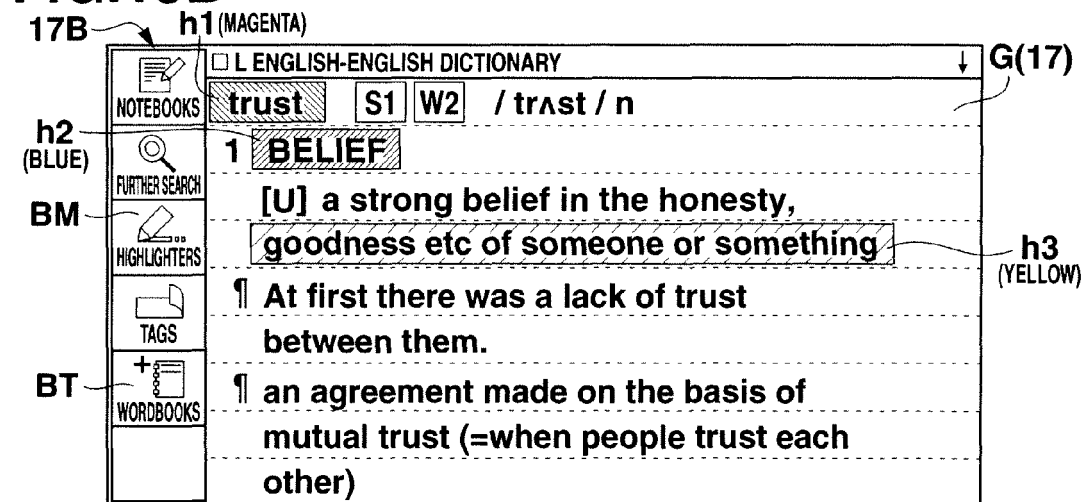 17B
h1 (MAGENTA)
□ L ENGLISH-ENGLISH DICTIONARY ↓
G(17)
NOTEBOOKS
trust S1 W2 / trʌst / n
h2
(BLUE)
1 BELIEF
FURTHER SEARCH
[U] a strong belief in the honesty,
BM
HIGHLIGHTERS
goodness etc of someone or something
h3
(YELLOW)
¶ At first there was a lack of trust
TAGS
between them.
BT
WORDBOOKS
¶ an agreement made on the basis of
mutual trust (=when people trust each
other)